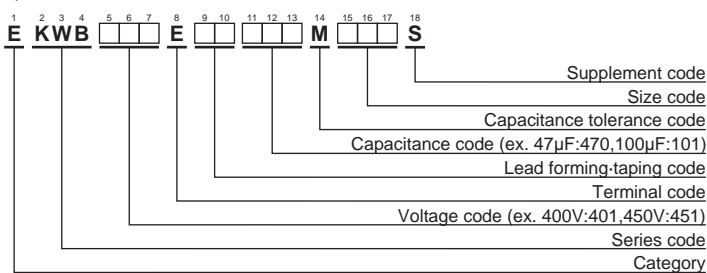 1 2 3 4 5 6 7 8 9 10 11 12 13 14 15 16 17 18
E KWB □□□ E □□ □□□ M □□□ S
Supplement code
Size code
Capacitance tolerance code
Capacitance code (ex. 47µF:470,100µF:101)
Lead forming·taping code
Terminal code
Voltage code (ex. 400V:401,450V:451)
Series code
Category